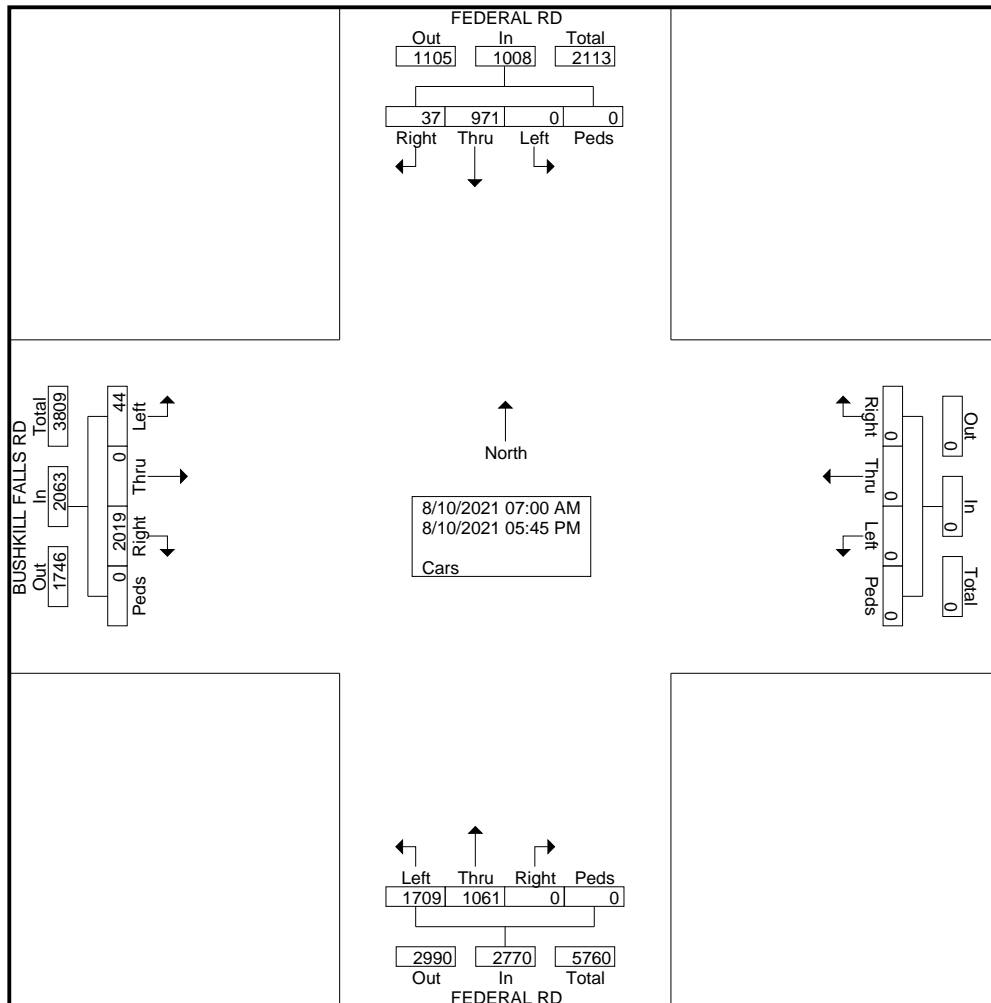 FEDERAL RD
Out In Total
1105 1008 2113
37 971 0 0
Right Thru Left Peds
BUSHKILL FALLS RD
Out In Total
1746 2063 3809
44 0 2019 0
Left Thru Right Peds
North
8/10/2021 07:00 AM
8/10/2021 05:45 PM
Cars
Right Thru Left Peds
0 0 0 0
Out In Total
0 0 0
Left Thru Right Peds
1709 1061 0 0
2990 2770 5760
Out In Total
FEDERAL RD